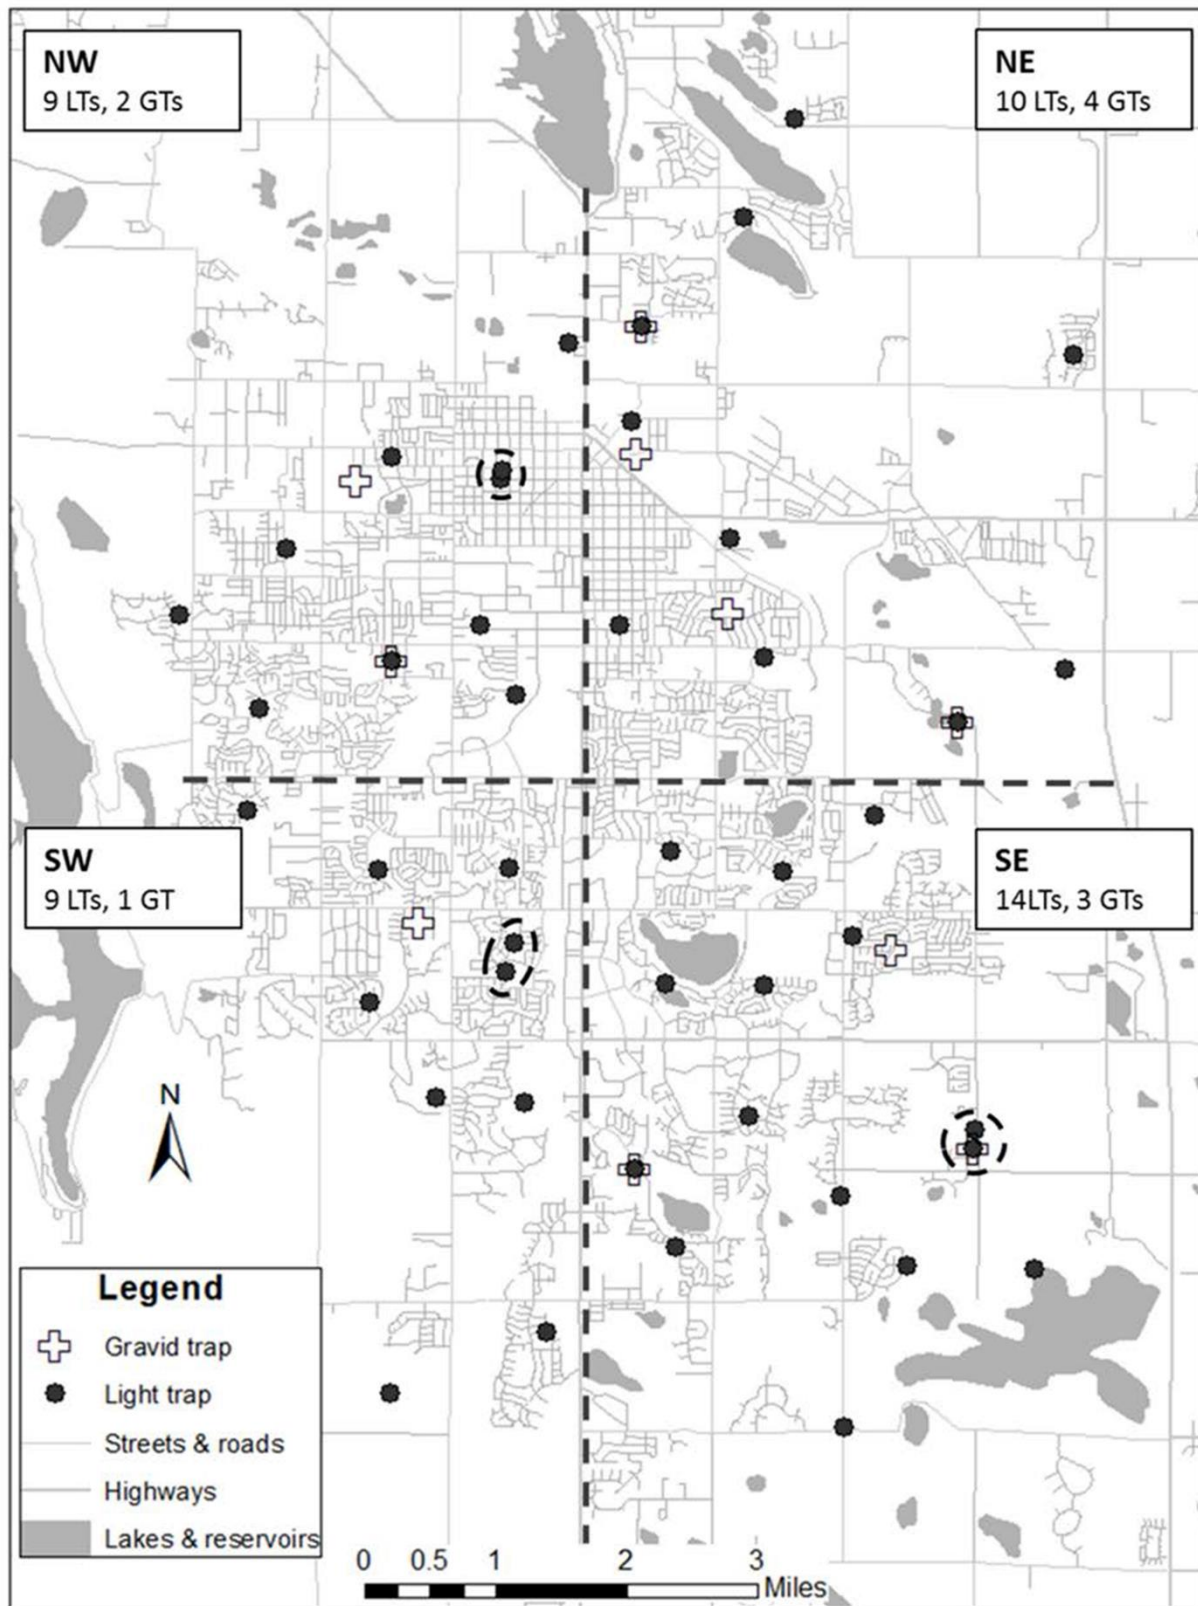 NW
9 LTs, 2 GTs
NE
10 LTs, 4 GTs
SW
9 LTs, 1 GT
SE
14LTs, 3 GTs
N
Legend
Gravid trap
Light trap
Streets & roads
Highways
Lakes & reservoirs
0 0.5 1 2 3
Miles